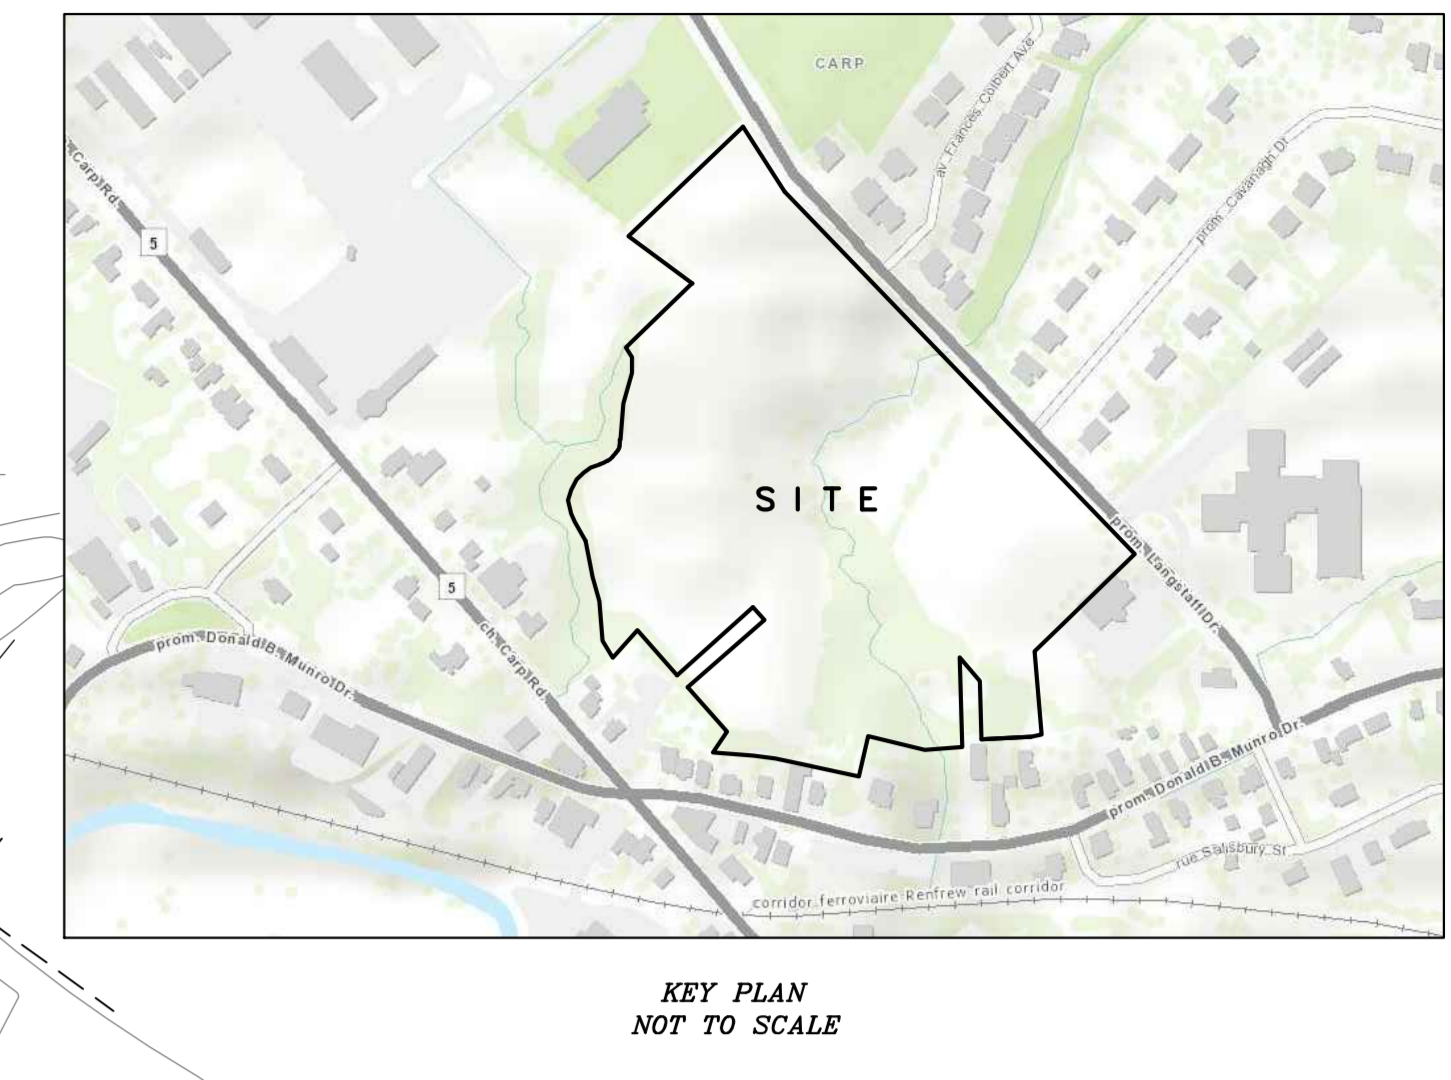 CARP
av. Frances Colbert Ave
prom. Cavanagh Dr
ch. Carp Rd.
5
SITE
prom. Langstaff Dr.
5
ch. Carp Rd.
prom. Donald B. Munro Dr.
prom. Donald B. Munro Dr.
rue Salisbury St
corridor ferroviaire Renfrew rail corridor
KEY PLAN
NOT TO SCALE